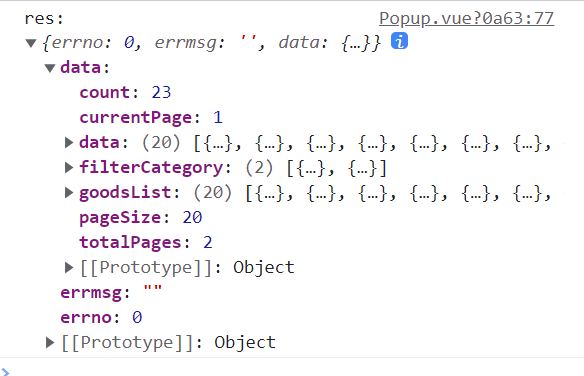 res: Popup.vue?0a63:77
▼{errno: 0, errmsg: '', data: {…}} i
▼data:
count: 23
currentPage: 1
▶data: (20) [{…}, {…}, {…}, {…}, {…}, {…}, {…},
▶filterCategory: (2) [{…}, {…}]
▶goodsList: (20) [{…}, {…}, {…}, {…}, {…}, {…}, {…},
pageSize: 20
totalPages: 2
▶[[Prototype]]: Object
errmsg: ""
errno: 0
▶[[Prototype]]: Object
>